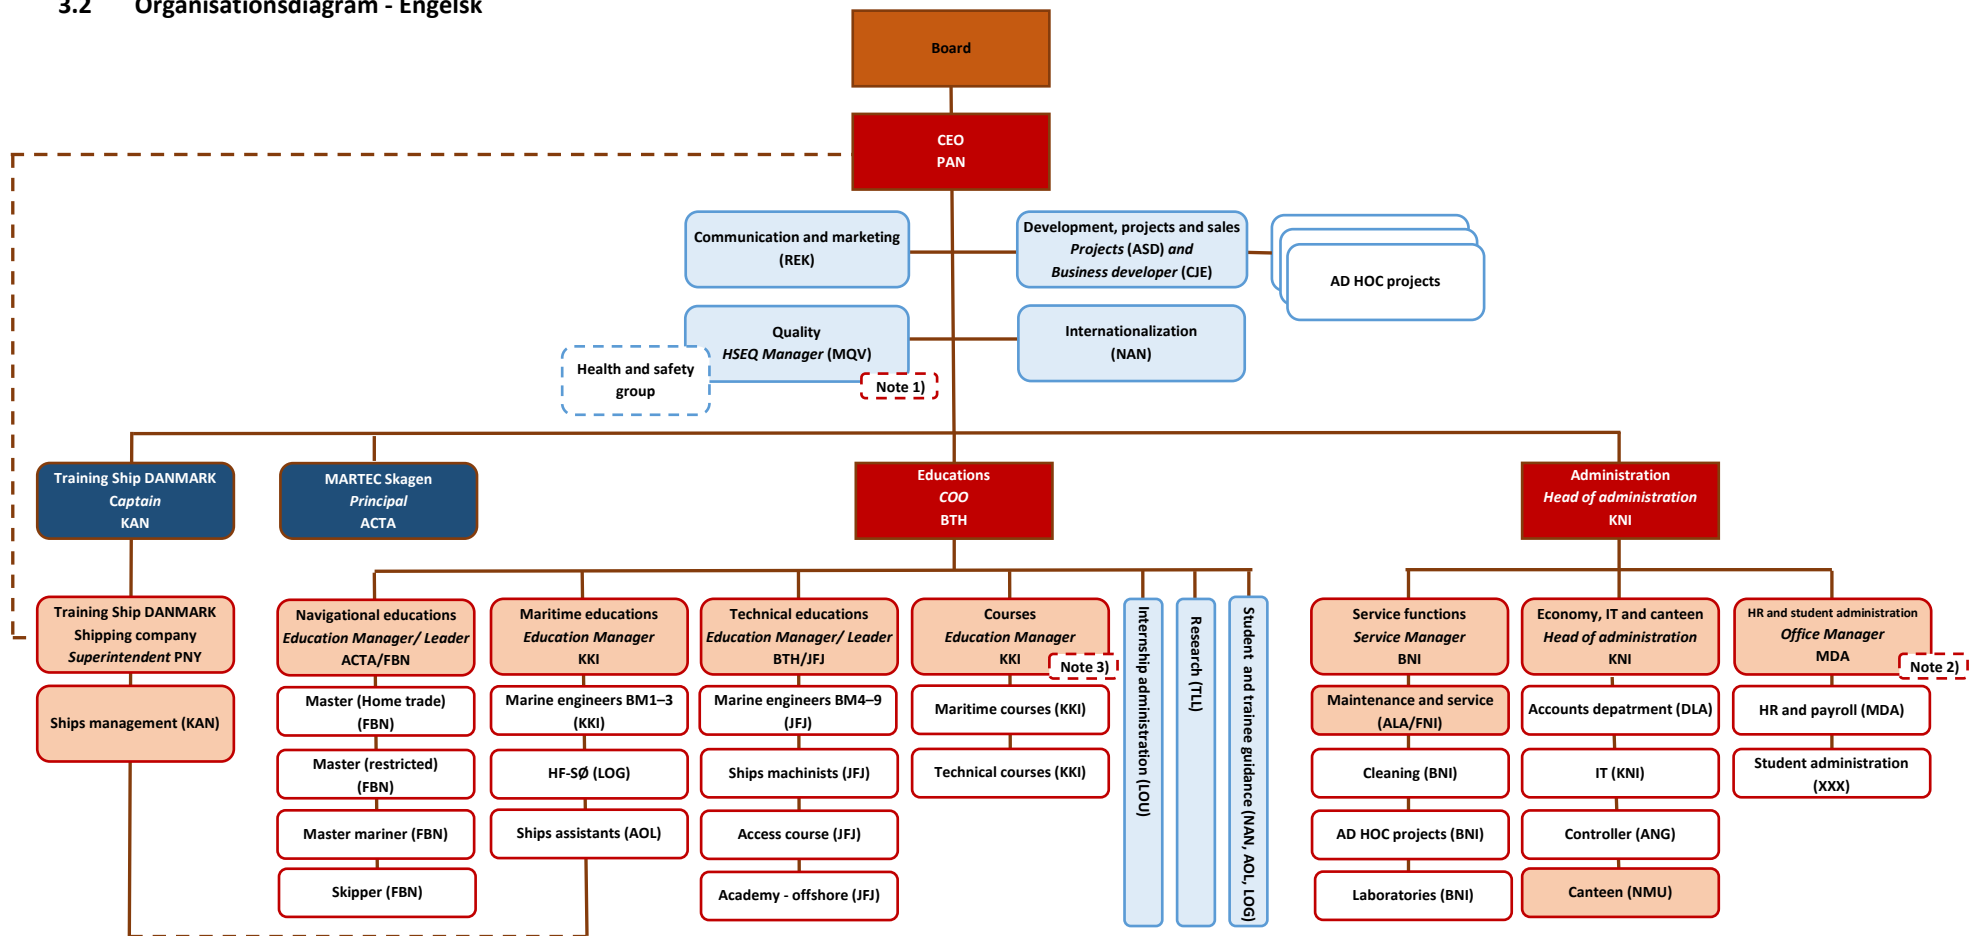 3.2 Organisationsdiagram - Engelsk
Board
CEO
PAN
Communication and marketing
(REK)
Development, projects and sales
Projects (ASD) and
Business developer (CJE)
AD HOC projects
Quality
HSEQ Manager (MQV)
Internationalization
(NAN)
Health and safety
group
Note 1)
Training Ship DANMARK
Captain
KAN
MARTEC Skagen
Principal
ACTA
Educations
COO
BTH
Administration
Head of administration
KNI
Training Ship DANMARK
Shipping company
Superintendent PNY
Ships management (KAN)
Navigational educations
Education Manager/ Leader
ACTA/FBN
Master (Home trade)
(FBN)
Master (restricted)
(FBN)
Master mariner (FBN)
Skipper (FBN)
Maritime educations
Education Manager
KKI
Marine engineers BM1–3
(KKI)
HF-SØ (LOG)
Ships assistants (AOL)
Technical educations
Education Manager/ Leader
BTH/JFJ
Marine engineers BM4–9
(JFJ)
Ships machinists (JFJ)
Access course (JFJ)
Academy - offshore (JFJ)
Courses
Education Manager
KKI
Note 3)
Maritime courses (KKI)
Technical courses (KKI)
Internship administration (LOU)
Research (TLL)
Student and trainee guidance (NAN, AOL, LOG)
Service functions
Service Manager
BNI
Maintenance and service
(ALA/FNI)
Cleaning (BNI)
AD HOC projects (BNI)
Laboratories (BNI)
Economy, IT and canteen
Head of administration
KNI
Accounts depatrment (DLA)
IT (KNI)
Controller (ANG)
Canteen (NMU)
HR and student administration
Office Manager
MDA
Note 2)
HR and payroll (MDA)
Student administration
(XXX)